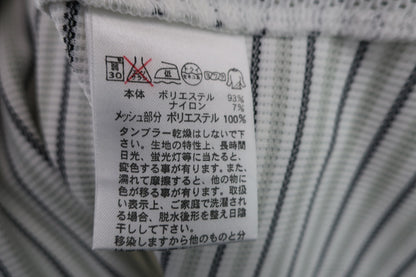 30
本体 ポリエステル 93%
ナイロン 7%
メッシュ部分 ポリエステル 100%
タンブラー乾燥はしないで下
さい。生地の特性上、長時間
日光、蛍光灯等に当たると、
変色する事が有ります。また、
濡れて摩擦すると、他の物に
色が移る事が有ります。取扱
い表示上、ご家庭で洗濯され
る場合、脱水後形を整え日陰
干しして下さい。
移染しますから他のものと分